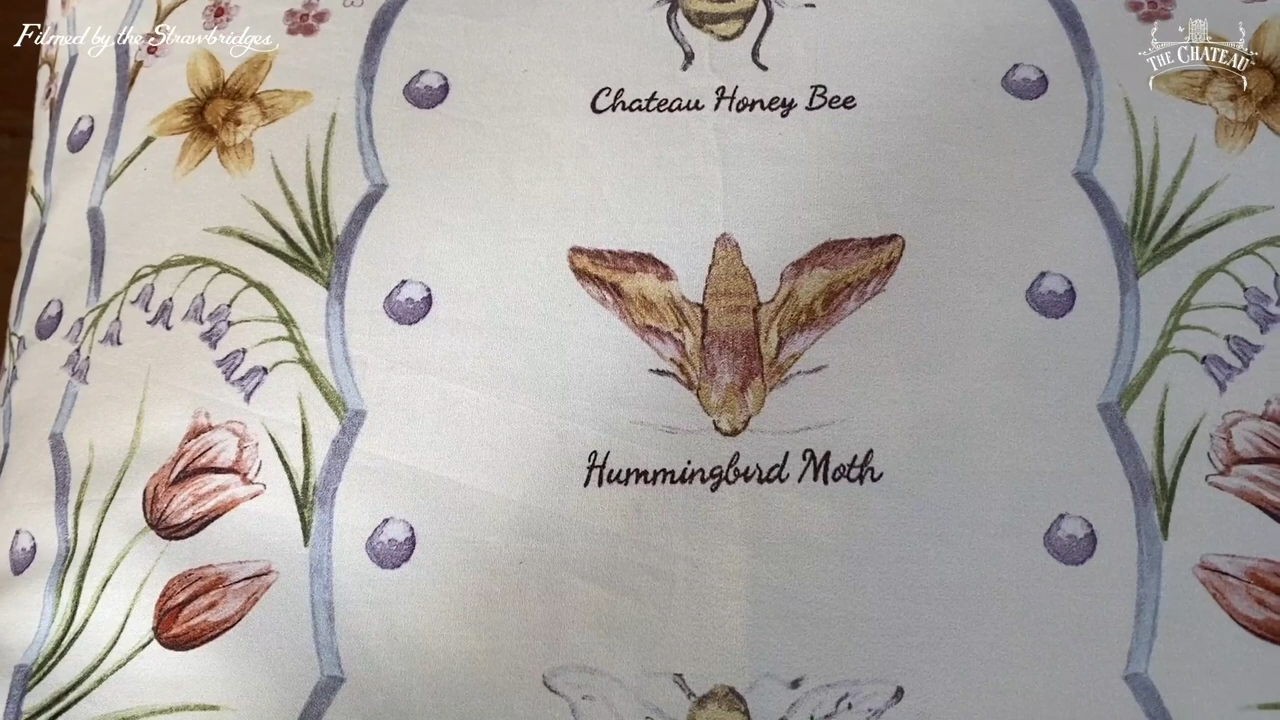 Filmed by the Strawbridges
THE CHATEAU
Chateau Honey Bee
Hummingbird Moth